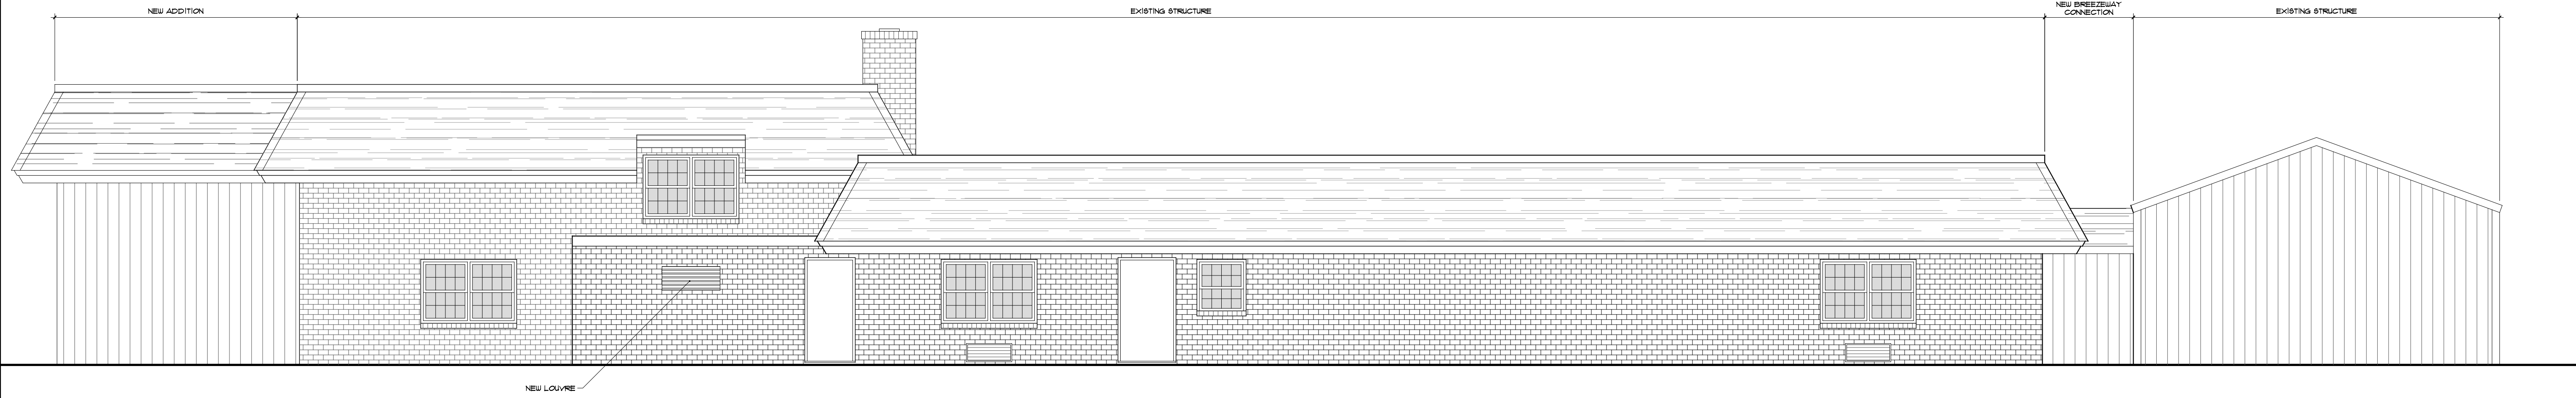 NEW ADDITION
EXISTING STRUCTURE
NEW BREEZEWAY
CONNECTION
EXISTING STRUCTURE
NEW LOUVRE